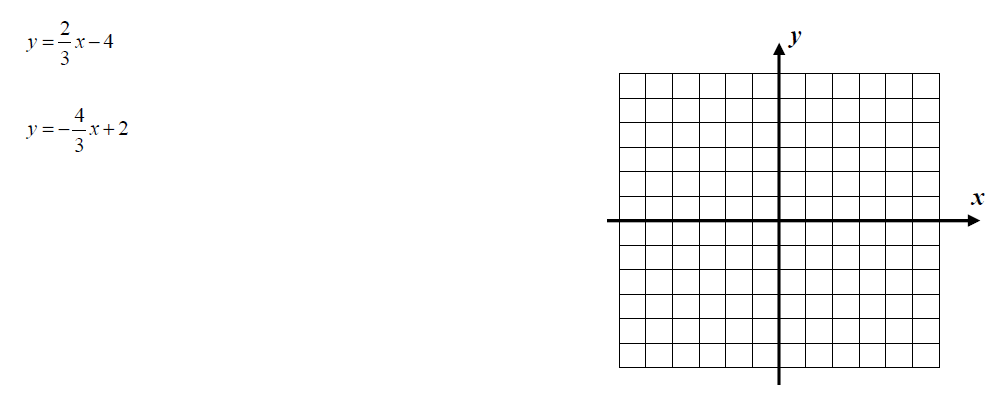 y = 2/3 x − 4
y = −4/3 x + 2
y
x